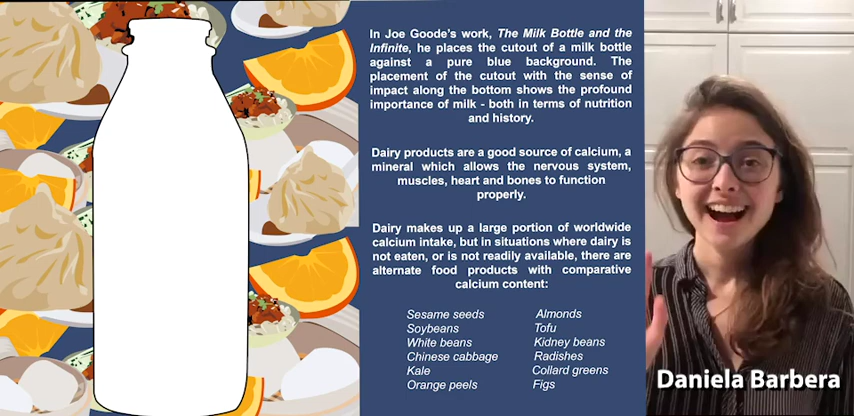 In Joe Goode's work, The Milk Bottle and the
Infinite, he places the cutout of a milk bottle
against a pure blue background. The
placement of the cutout with the sense of
impact along the bottom shows the profound
importance of milk - both in terms of nutrition
and history.
Dairy products are a good source of calcium, a
mineral which allows the nervous system,
muscles, heart and bones to function
properly.
Dairy makes up a large portion of worldwide
calcium intake, but in situations where dairy is
not eaten, or is not readily available, there are
alternate food products with comparative
calcium content:
Sesame seeds
Soybeans
White beans
Chinese cabbage
Kale
Orange peels
Almonds
Tofu
Kidney beans
Radishes
Collard greens
Figs
Daniela Barbera